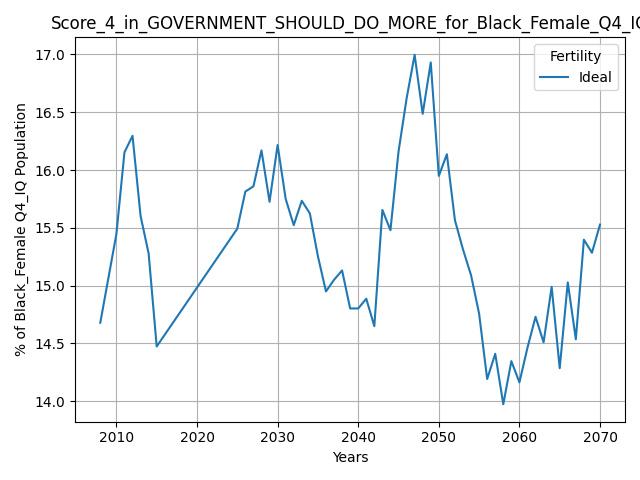 Score_4_in_GOVERNMENT_SHOULD_DO_MORE_for_Black_Female_Q4_IQ
Fertility
Ideal
% of Black_Female Q4_IQ Population
17.0
16.5
16.0
15.5
15.0
14.5
14.0
2010 2020 2030 2040 2050 2060 2070
Years